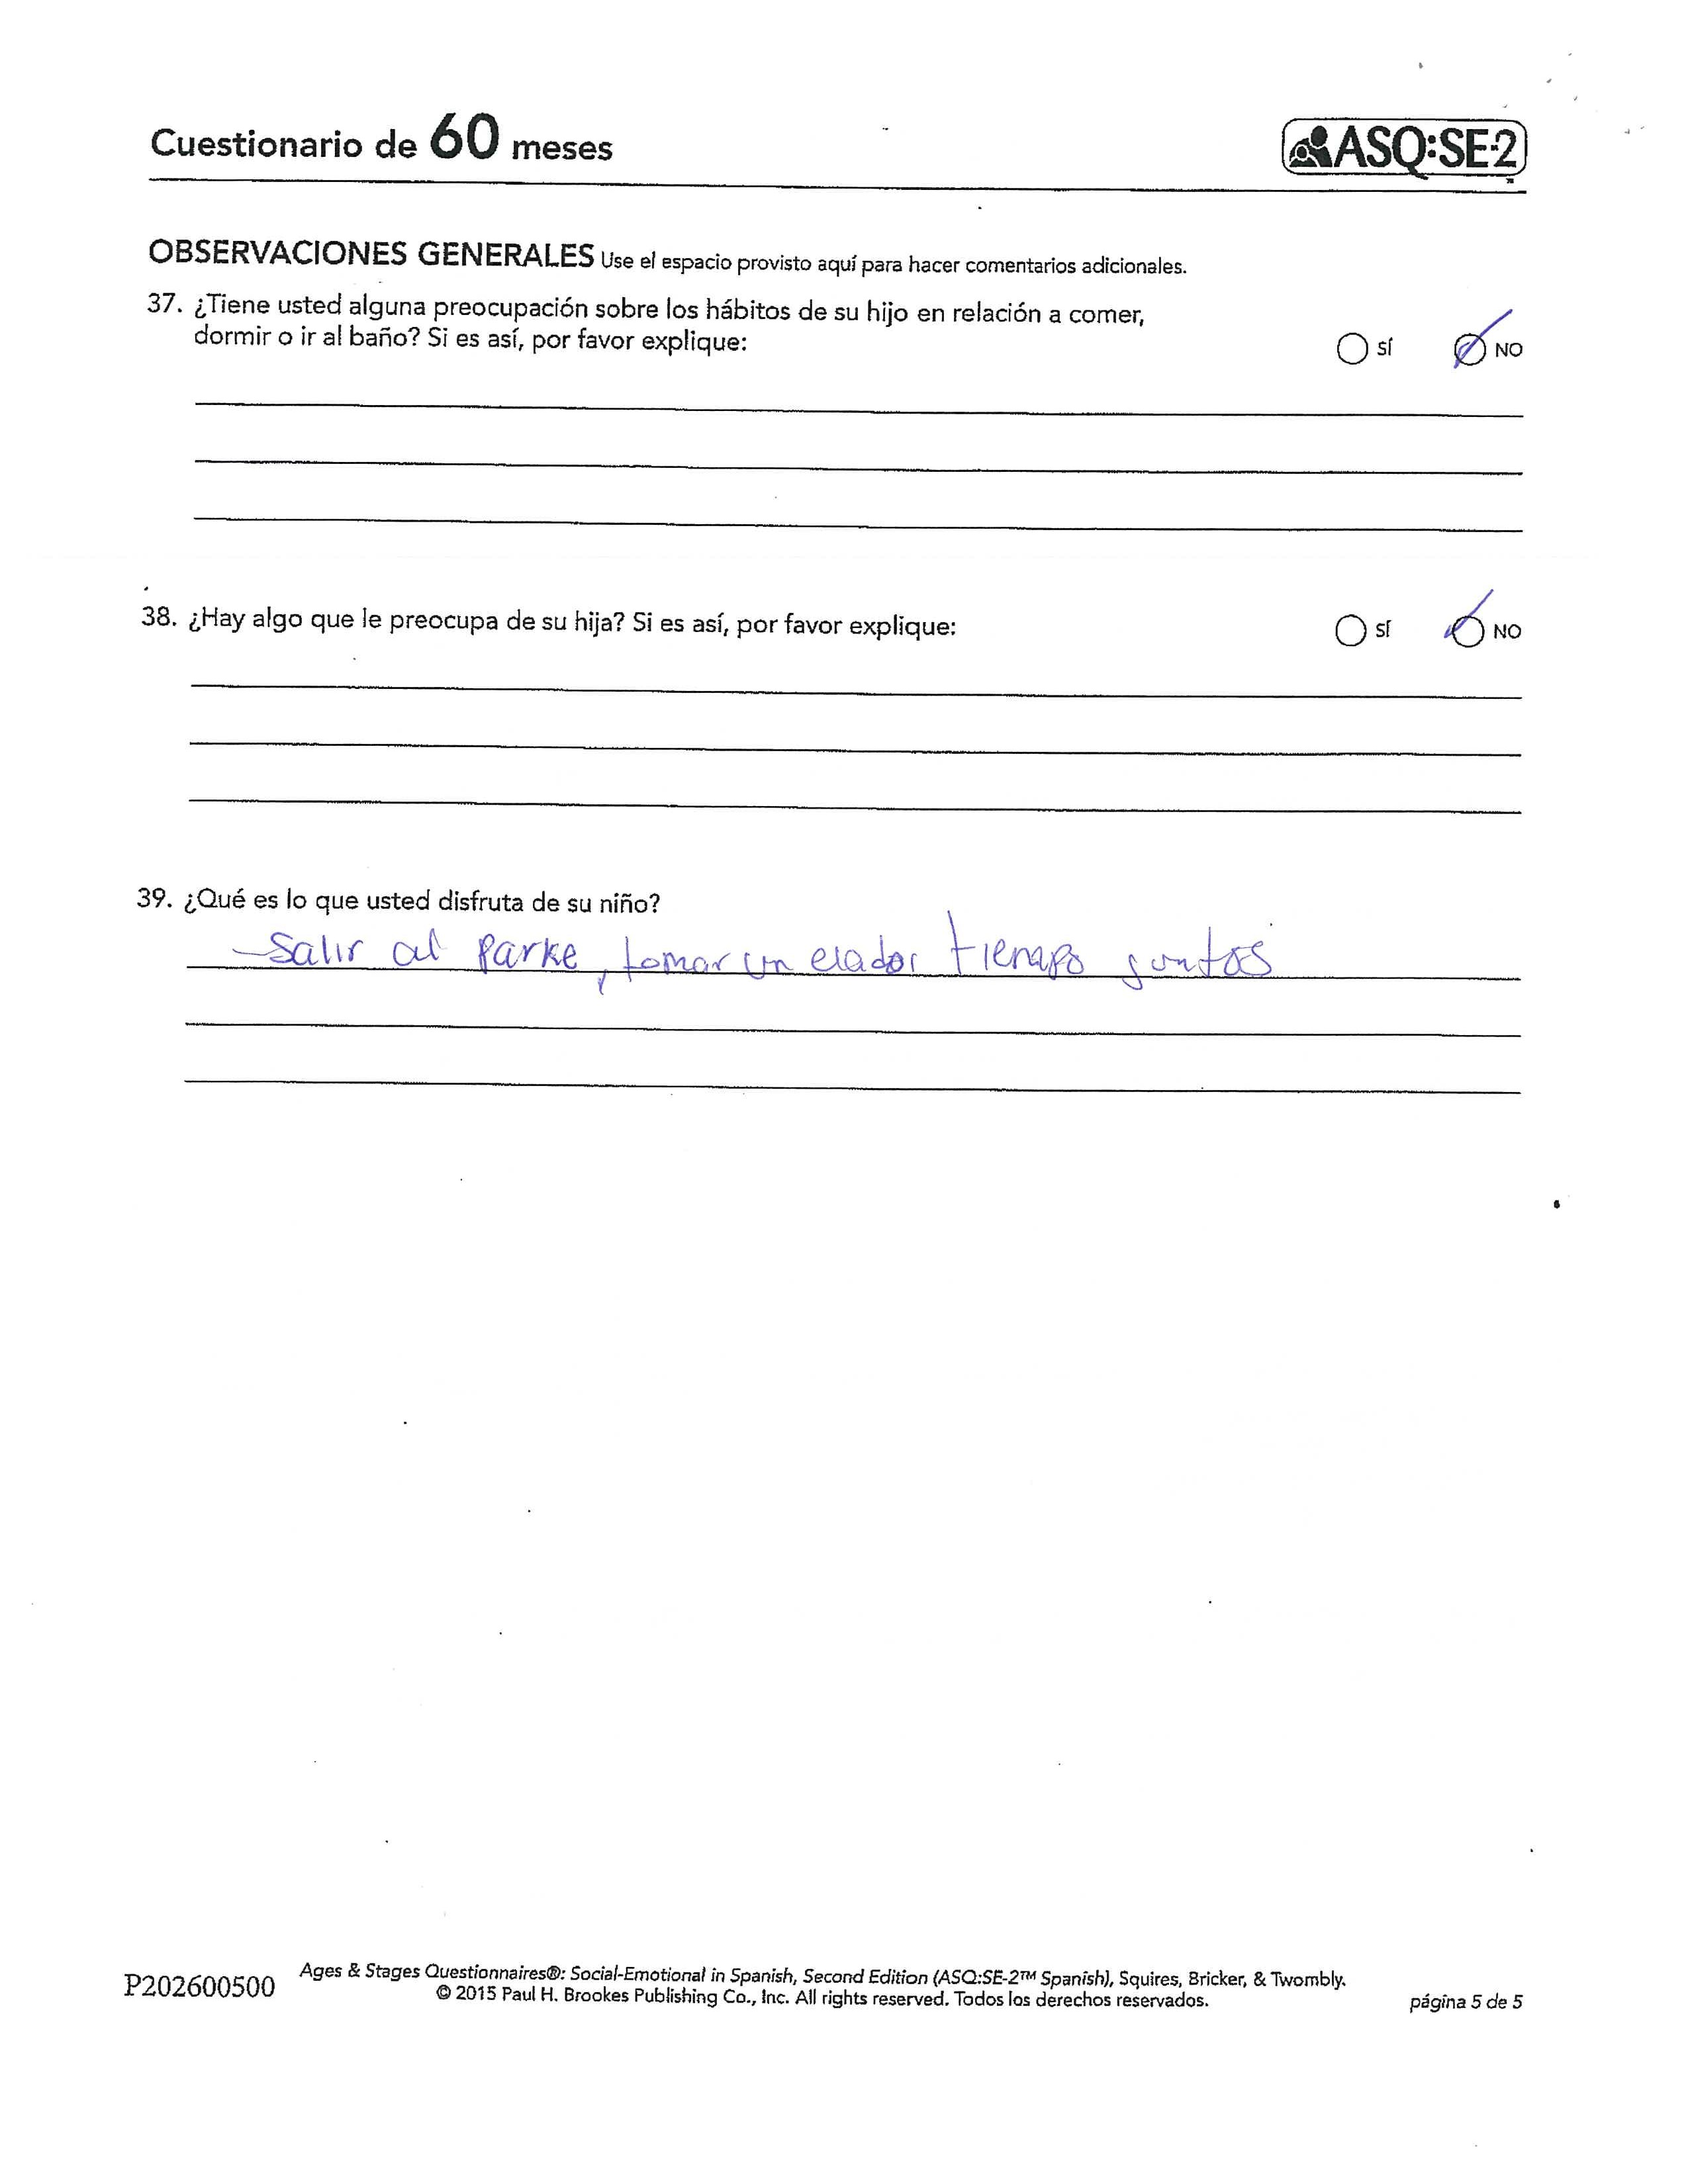 Cuestionario de 60 meses
ASQ:SE-2™
OBSERVACIONES GENERALES Use el espacio provisto aquí para hacer comentarios adicionales.
37. ¿Tiene usted alguna preocupación sobre los hábitos de su hijo en relación a comer,
dormir o ir al baño? Si es así, por favor explique:
SÍ NO
38. ¿Hay algo que le preocupa de su hija? Si es así, por favor explique:
SÍ NO
39. ¿Qué es lo que usted disfruta de su niño?
- Salir al Parke, tomar un elador tiempo juntos
P202600500
Ages & Stages Questionnaires®: Social-Emotional in Spanish, Second Edition (ASQ:SE-2™ Spanish), Squires, Bricker, & Twombly.
© 2015 Paul H. Brookes Publishing Co., Inc. All rights reserved. Todos los derechos reservados.
página 5 de 5